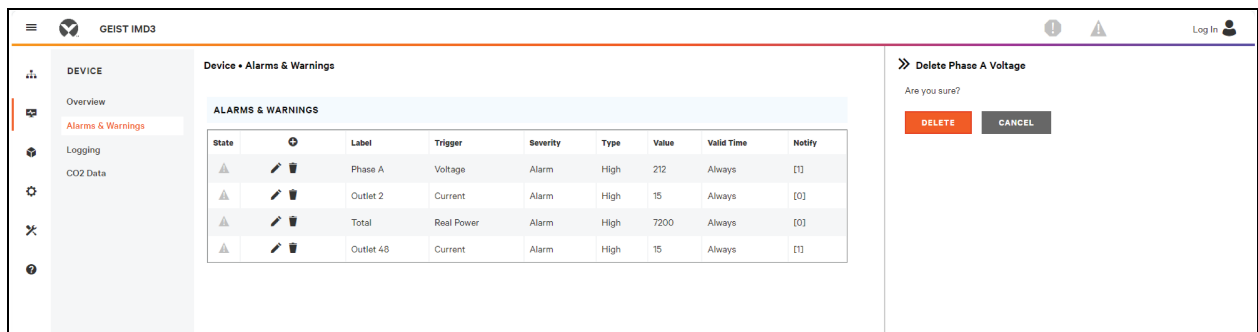 GEIST IMD3
Log In
DEVICE
Overview
Alarms & Warnings
Logging
CO2 Data
Device • Alarms & Warnings
ALARMS & WARNINGS
State Label Trigger Severity Type Value Valid Time Notify
Phase A Voltage Alarm High 212 Always [1]
Outlet 2 Current Alarm High 15 Always [0]
Total Real Power Alarm High 7200 Always [0]
Outlet 48 Current Alarm High 15 Always [1]
Delete Phase A Voltage
Are you sure?
DELETE CANCEL